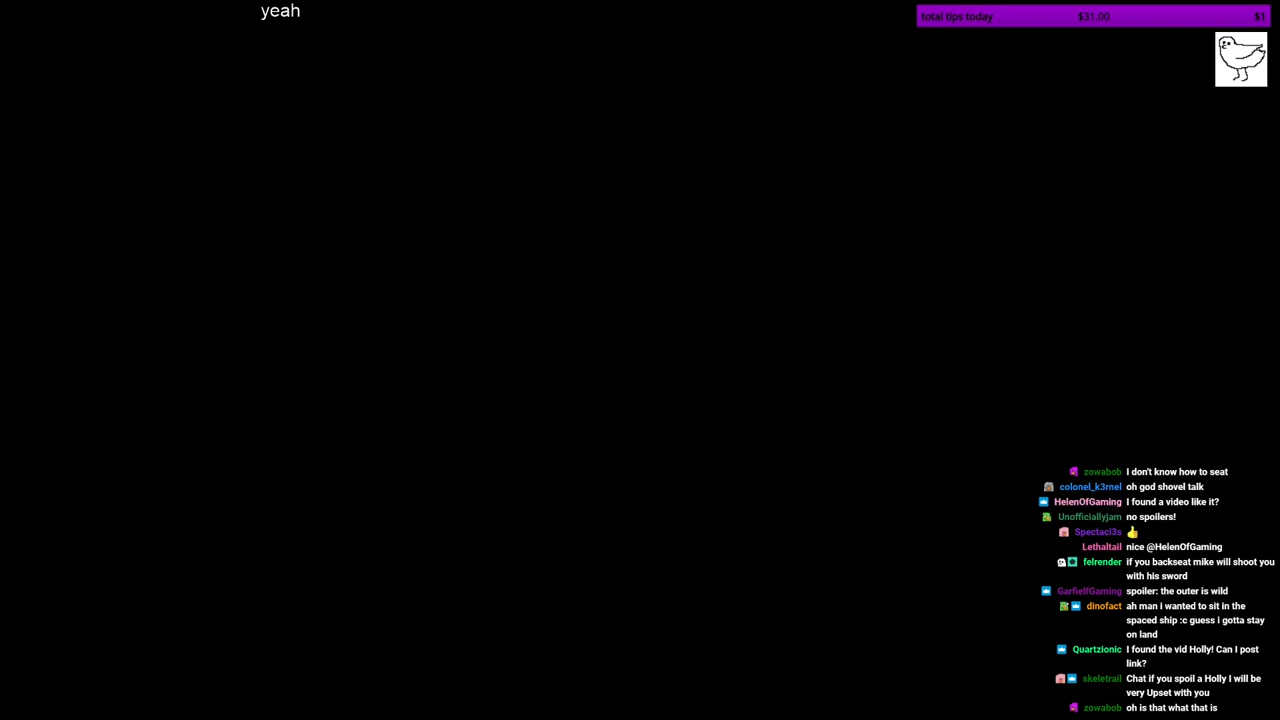 yeah
total tips today $31.00 $1
zowabob I don't know how to seat
colonel_k3rnel oh god shovel talk
HelenOfGaming I found a video like it?
Unofficiallyjam no spoilers!
Spectacl3s 👍
Lethaltail nice @HelenOfGaming
felrender if you backseat mike will shoot you
with his sword
GarfielfGaming spoiler: the outer is wild
dinofact ah man i wanted to sit in the
spaced ship :c guess i gotta stay
on land
Quartzionic I found the vid Holly! Can I post
link?
skeletrail Chat if you spoil a Holly I will be
very Upset with you
zowabob oh is that what that is